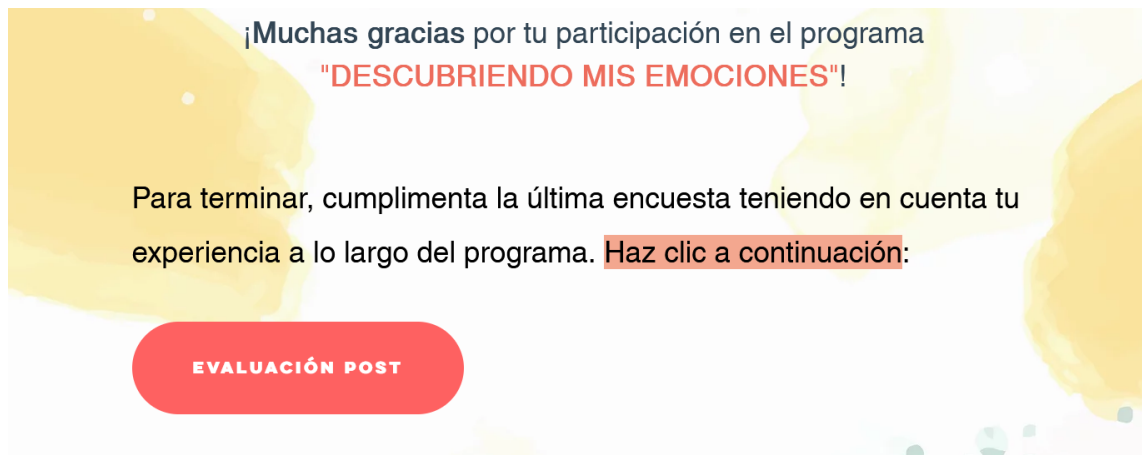 ¡Muchas gracias por tu participación en el programa
"DESCUBRIENDO MIS EMOCIONES"!
Para terminar, cumplimenta la última encuesta teniendo en cuenta tu
experiencia a lo largo del programa. Haz clic a continuación:
EVALUACIÓN POST